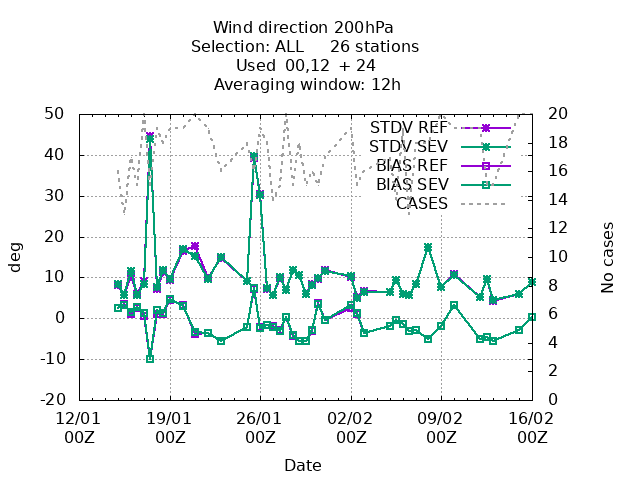 Wind direction 200hPa
Selection: ALL 26 stations
Used 00,12 + 24
Averaging window: 12h
50
40
30
20
10
0
-10
-20
deg
20
18
16
14
12
10
8
6
4
2
0
No cases
STDV REF
STDV SEV
BIAS REF
BIAS SEV
CASES
12/01 19/01 26/01 02/02 09/02 16/02
00Z 00Z 00Z 00Z 00Z 00Z
Date